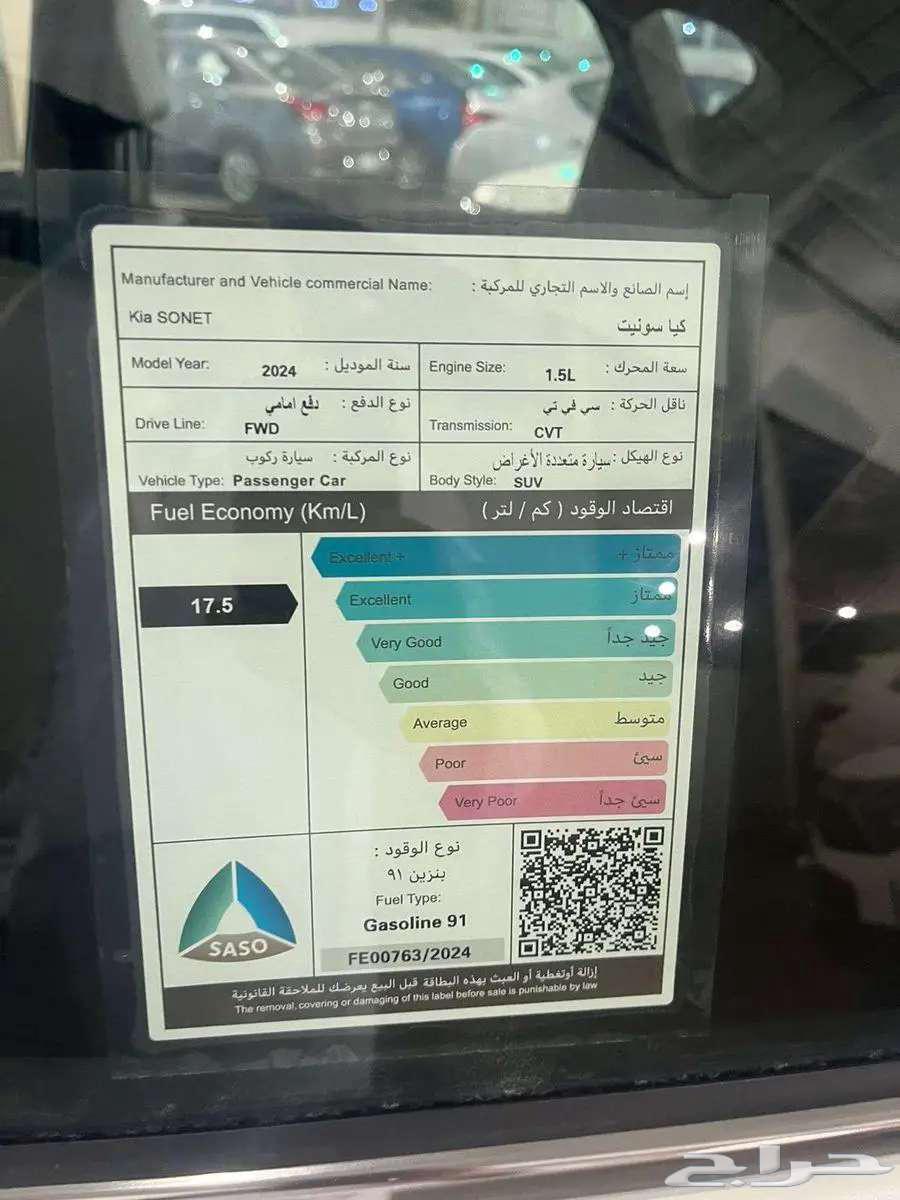 Manufacturer and Vehicle commercial Name: إسم الصانع والاسم التجاري للمركبة :
Kia SONET كيا سونيت
Model Year: 2024 سنة الموديل :
Engine Size: 1.5L سعة المحرك :
Drive Line: FWD دفع امامي نوع الدفع :
Transmission: CVT سي في تي ناقل الحركة :
Vehicle Type: Passenger Car سيارة ركوب نوع المركبة :
Body Style: SUV سيارة متعددة الأغراض نوع الهيكل :
Fuel Economy (Km/L) اقتصاد الوقود ( كم / لتر )
17.5
Excellent + ممتاز +
Excellent ممتاز
Very Good جيد جداً
Good جيد
Average متوسط
Poor سيئ
Very Poor سيئ جداً
SASO
نوع الوقود :
بنزين ٩١
Fuel Type:
Gasoline 91
FE00763/2024
إزالة أوتغطية أو العبث بهذه البطاقة قبل البيع يعرضك للملاحقة القانونية
The removal, covering or damaging of this label before sale is punishable by law
حراج